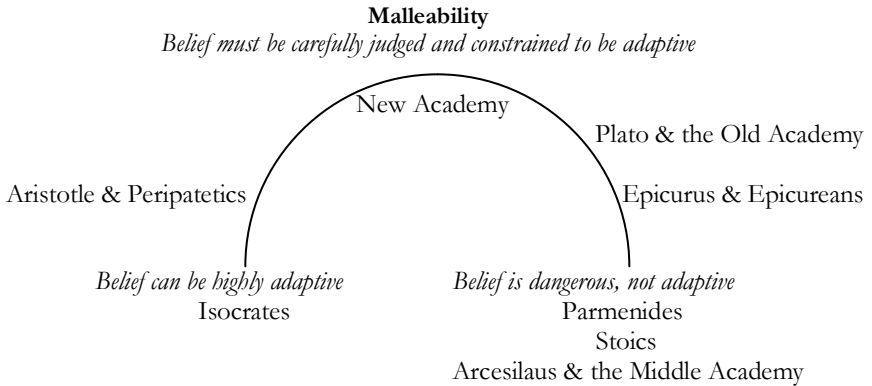 Malleability
Belief must be carefully judged and constrained to be adaptive
New Academy
Plato & the Old Academy
Aristotle & Peripatetics
Epicurus & Epicureans
Belief can be highly adaptive
Isocrates
Belief is dangerous, not adaptive
Parmenides
Stoics
Arcesilaus & the Middle Academy